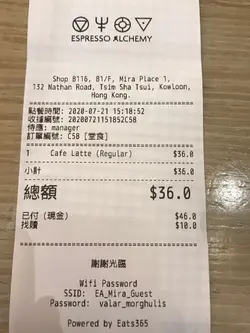 ESPRESSO ALCHEMY
Shop B116, B1/F, Mira Place 1,
132 Nathan Road, Tsim Sha Tsui, Kowloon,
Hong Kong.
點餐時間: 2020-07-21 15:18:52
收據編號: 20200721151852C58
侍應: manager
訂單編號: C58 [堂食]
1 Cafe Latte (Regular) $36.0
小計 $36.0
總額 $36.0
已付 (現金) $46.0
找贖 $10.0
謝謝光臨
Wifi Password
SSID: EA_Mira_Guest
Password: valar_morghulis
Powered by Eats365